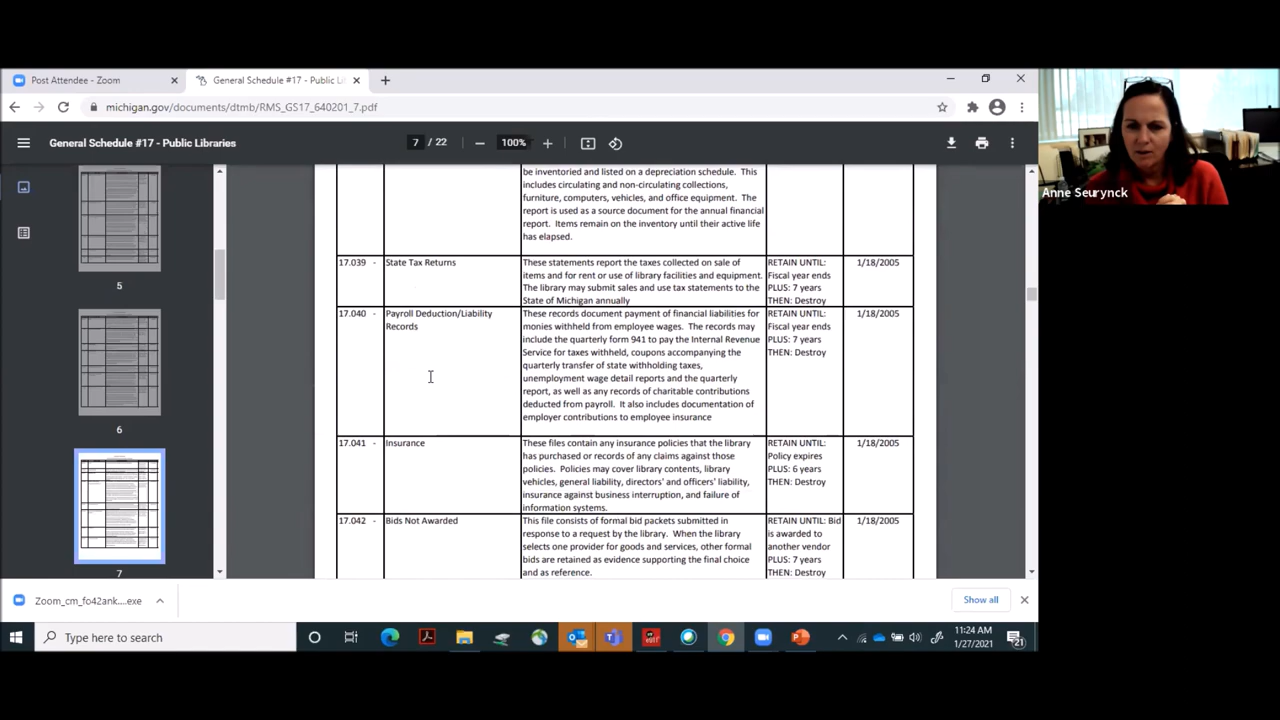 Post Attendee - Zoom
General Schedule #17 - Public Li
michigan.gov/documents/dtmb/RMS_GS17_640201_7.pdf
General Schedule #17 - Public Libraries
7 / 22
100%
5
6
7
be inventoried and listed on a depreciation schedule. This
includes circulating and non-circulating collections,
furniture, computers, vehicles, and office equipment. The
report is used as a source document for the annual financial
report. Items remain on the inventory until their active life
has elapsed.
17.039 -
State Tax Returns
These statements report the taxes collected on sale of
items and for rent or use of library facilities and equipment.
The library may submit sales and use tax statements to the
State of Michigan annually
RETAIN UNTIL:
Fiscal year ends
PLUS: 7 years
THEN: Destroy
1/18/2005
17.040 -
Payroll Deduction/Liability
Records
These records document payment of financial liabilities for
monies withheld from employee wages. The records may
include the quarterly form 941 to pay the Internal Revenue
Service for taxes withheld, coupons accompanying the
quarterly transfer of state withholding taxes,
unemployment wage detail reports and the quarterly
report, as well as any records of charitable contributions
deducted from payroll. It also includes documentation of
employer contributions to employee insurance
RETAIN UNTIL:
Fiscal year ends
PLUS: 7 years
THEN: Destroy
1/18/2005
17.041 -
Insurance
These files contain any insurance policies that the library
has purchased or records of any claims against those
policies. Policies may cover library contents, library
vehicles, general liability, directors' and officers' liability,
insurance against business interruption, and failure of
information systems.
RETAIN UNTIL:
Policy expires
PLUS: 6 years
THEN: Destroy
1/18/2005
17.042 -
Bids Not Awarded
This file consists of formal bid packets submitted in
response to a request by the library. When the library
selects one provider for goods and services, other formal
bids are retained as evidence supporting the final choice
and as reference.
RETAIN UNTIL: Bid
is awarded to
another vendor
PLUS: 7 years
THEN: Destroy
1/18/2005
Anne Seurynck
Zoom_cm_fo42ank....exe
Show all
Type here to search
11:24 AM
1/27/2021
21